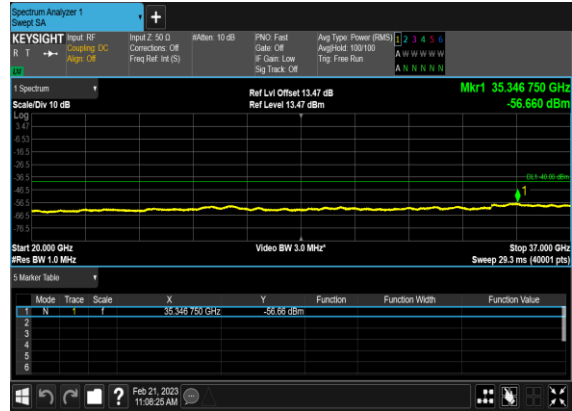 Spectrum Analyzer 1
Swept SA
KEYSIGHT
R T
Input: RF
Coupling: DC
Align: Off
Input Z: 50 Ω
Corrections: Off
Freq Ref: Int (S)
#Atten: 10 dB
PNO: Fast
Gate: Off
IF Gain: Low
Sig Track: Off
Avg Type: Power (RMS)
Avg|Hold: 100/100
Trig: Free Run
1 2 3 4 5 6
A W W W W W
A N N N N N
1 Spectrum
Scale/Div 10 dB
Ref Lvl Offset 13.47 dB
Ref Level 13.47 dBm
Mkr1 35.346 750 GHz
-56.660 dBm
Log
3.47
-6.53
-16.5
-26.5
-36.5
-46.5
-56.5
-66.5
-76.5
DL1 -40.00 dBm
1
Start 20.000 GHz
#Res BW 1.0 MHz
Video BW 3.0 MHz*
Stop 37.000 GHz
Sweep 29.3 ms (40001 pts)
5 Marker Table
Mode Trace Scale X Y Function Function Width Function Value
1 N 1 f 35.346 750 GHz -56.66 dBm
2
3
4
5
6
Feb 21, 2023
11:08:25 AM